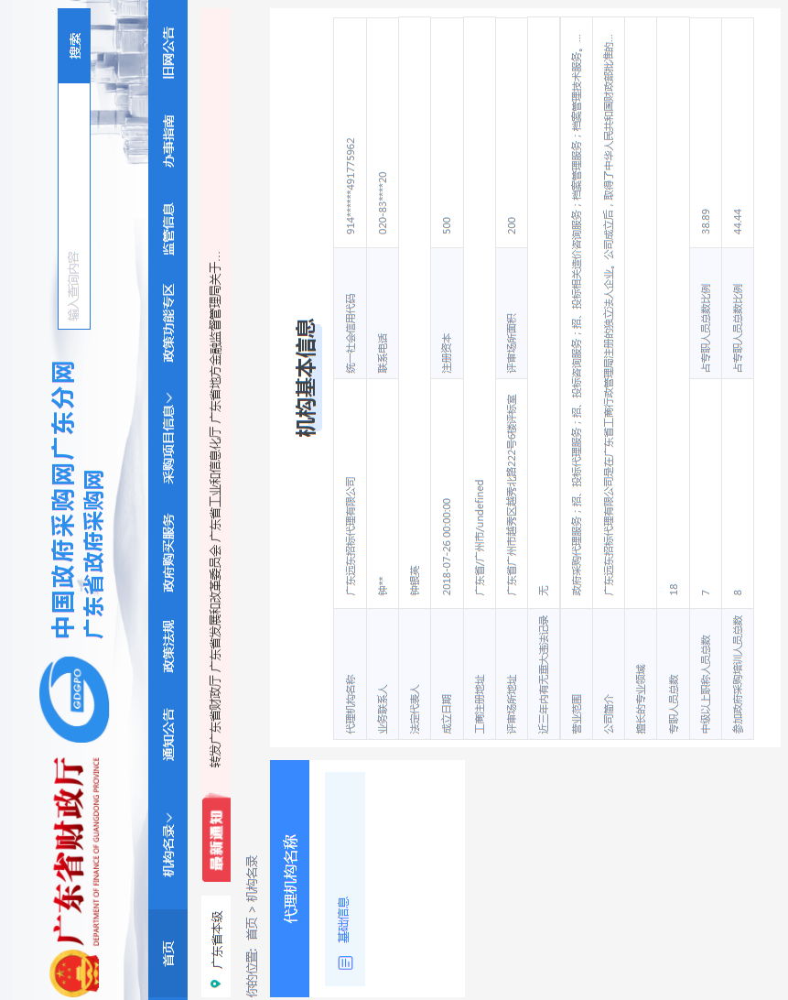 广东省财政厅
DEPARTMENT OF FINANCE OF GUANGDONG PROVINCE
GDGPO
中国政府采购网广东分网
广东省政府采购网
输入查询内容
搜索
首页
机构名录
通知公告
政策法规
政府购买服务
采购项目信息
政策功能专区
监管信息
办事指南
旧网公告
广东省本级
最新通知
转发广东省财政厅 广东省发展和改革委员会 广东省工业和信息化厅 广东省地方金融监督管理局关于...
你的位置: 首页 > 机构名录
代理机构名称
基础信息
机构基本信息
代理机构名称 广东远东招标代理有限公司 统一社会信用代码 914******491775962
业务联系人 钟** 联系电话 020-83****20
法定代表人 钟银英
成立日期 2018-07-26 00:00:00 注册资本 500
工商注册地址 广东省/广州市/undefined
评审场所地址 广东省广州市越秀区越秀北路222号6楼评标室 评审场所面积 200
近三年内有无重大违法记录 无
营业范围 政府采购代理服务；招、投标代理服务；招、投标咨询服务；招、投标相关造价咨询服务；档案管理服务；档案管理技术服务。...
公司简介 广东远东招标代理有限公司是在广东省工商行政管理局注册的独立法人企业。公司成立后，取得了中华人民共和国财政部批准的...
擅长的专业领域
专职人员总数 18
中级以上职称人员总数 7 占专职人员总数比例 38.89
参加政府采购培训人员总数 8 占专职人员总数比例 44.44